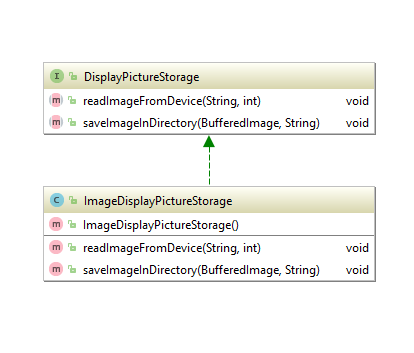 I DisplayPictureStorage
m readImageFromDevice(String, int) void
m saveImageInDirectory(BufferedImage, String) void
C ImageDisplayPictureStorage
m ImageDisplayPictureStorage()
m readImageFromDevice(String, int) void
m saveImageInDirectory(BufferedImage, String) void